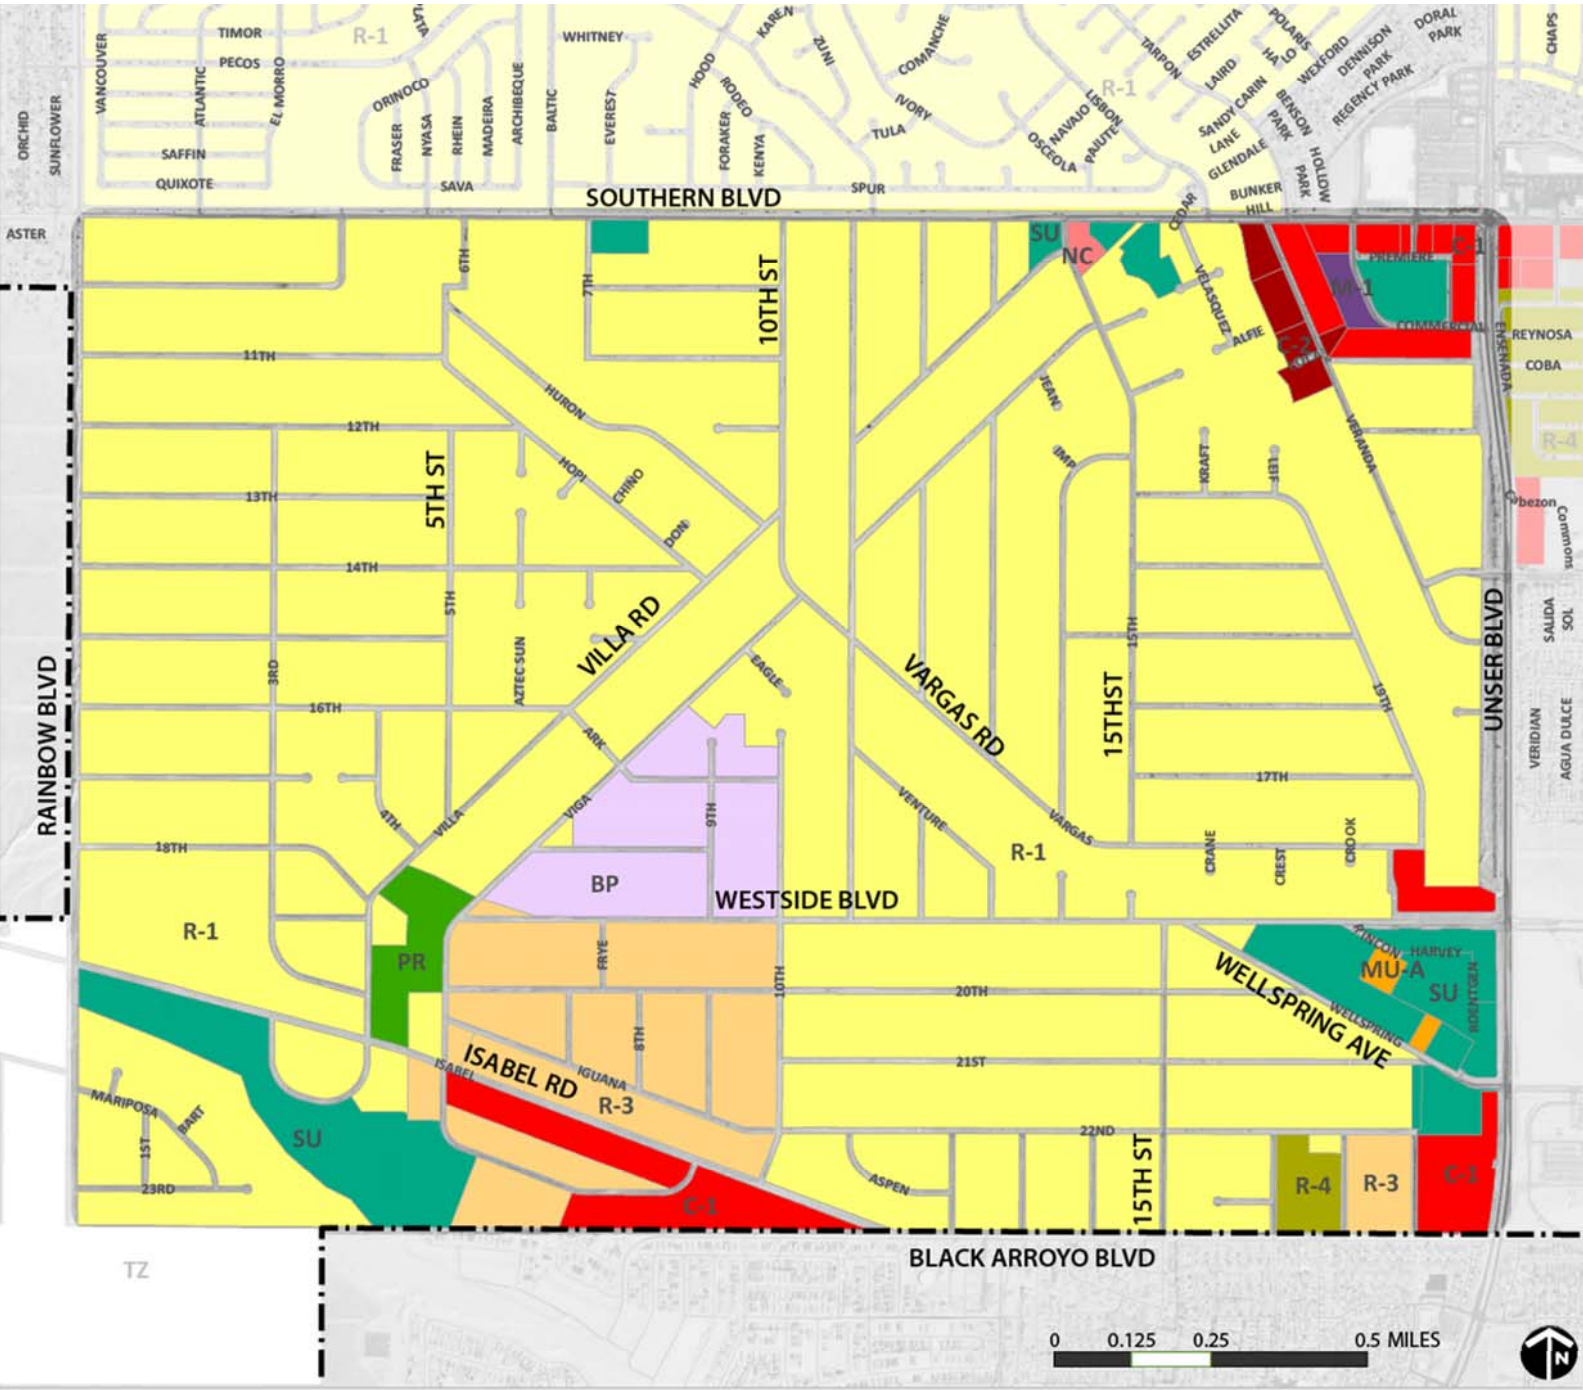 TIMOR
R-1
PECOS
VANCOUVER
ATLANTIC
EL MORRO
ORCHID
SUNFLOWER
SAFFIN
QUIXOTE
ORINOCO
FRASER
NYASA
RHEIN
MADEIRA
ARCHIBEQUE
BALTIC
SAVA
WHITNEY
EVEREST
HOOD
RODEO
FORAKER
KENYA
KAREN
ZUNI
COMANCHE
IVORY
TULA
SPUR
R-1
TARPON
ESTRELLITA
LAIRD
LISBON
NAVAJO
PAIUTE
OSCEOLA
SANDY CARIN
LANE
GLENDALE
BUNKER
HILL
POLARIS
HALO
WEXFORD
DENNISON
PARK
DORAL
PARK
REGENCY PARK
BENSON
PARK
HOLLOW
PARK
CHAPS
SOUTHERN BLVD
ASTER
6TH
7TH
10TH ST
SU
NC
CEDAR
VELASQUEZ
ALFIE
C-2
M-1
C-1
PREMIERE
COMMERCIAL
ENSENADA
REYNOSA
COBA
R-4
11TH
12TH
HURON
HOPI
CHINO
DON
5TH ST
13TH
14TH
5TH
AZTEC SUN
3RD
16TH
JEAN
IMP
KRAFT
LEIF
VERANDA
Commons
SALIDA
SOL
VERIDIAN
AGUA DULCE
UNSER BLVD
RAINBOW BLVD
VILLA RD
EAGLE
VARGAS RD
15TH
15THST
19TH
17TH
ARK
VIGA
9TH
4TH
VILLA
18TH
VENTURE
VARGAS
R-1
CRANE
CREST
CROOK
BP
WESTSIDE BLVD
R-1
PR
FRYE
10TH
RINCON
HARVEY
MU-A
SU
ROENTGEN
WELLSPRING
WELLSPRING AVE
20TH
8TH
ISABEL
ISABEL RD
IGUANA
R-3
21ST
MARIPOSA
BART
1ST
23RD
SU
22ND
ASPEN
15TH ST
R-4
R-3
C-1
C-1
BLACK ARROYO BLVD
TZ
0 0.125 0.25 0.5 MILES
N